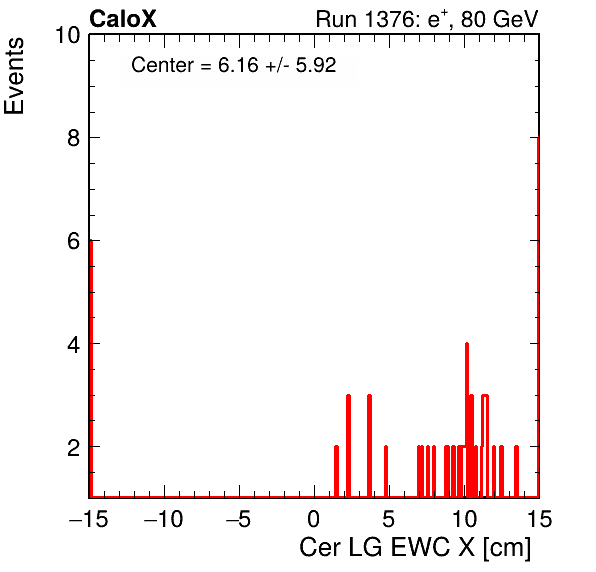 CaloX Run 1376: e⁺, 80 GeV
Center = 6.16 +/- 5.92
Events
10
8
6
4
2
−15 −10 −5 0 5 10 15
Cer LG EWC X [cm]